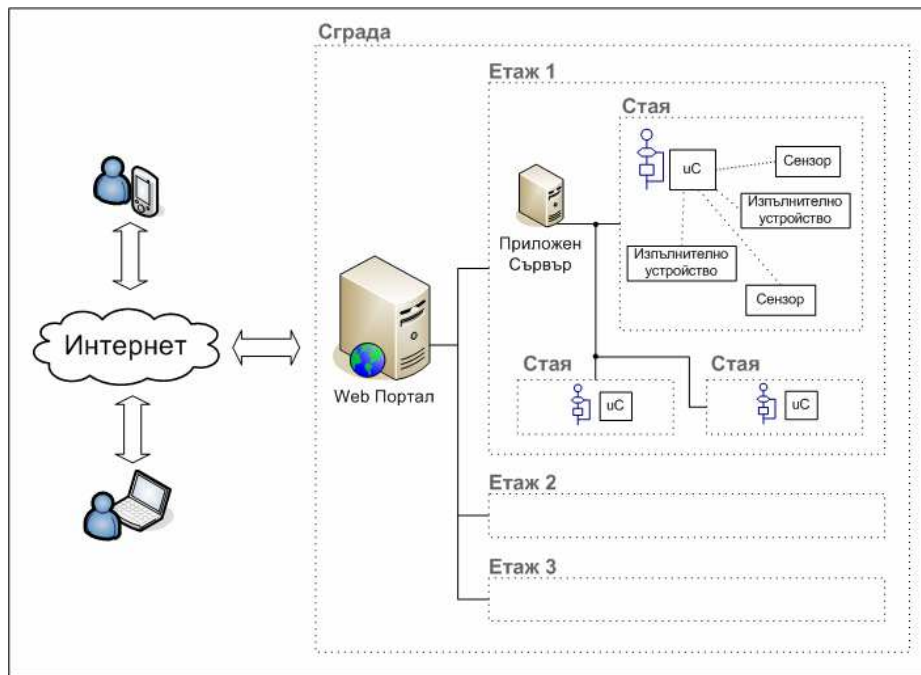 Сграда
Етаж 1
Стая
uC
Сензор
Изпълнително
устройство
Изпълнително
устройство
Сензор
Приложен
Сървър
Интернет
Web Портал
Стая
uC
Стая
uC
Етаж 2
Етаж 3